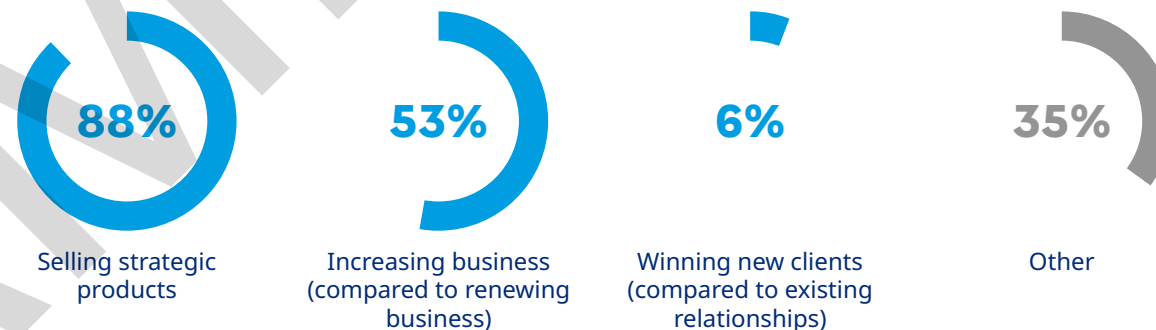 88%
53%
6%
35%
Selling strategic
products
Increasing business
(compared to renewing
business)
Winning new clients
(compared to existing
relationships)
Other